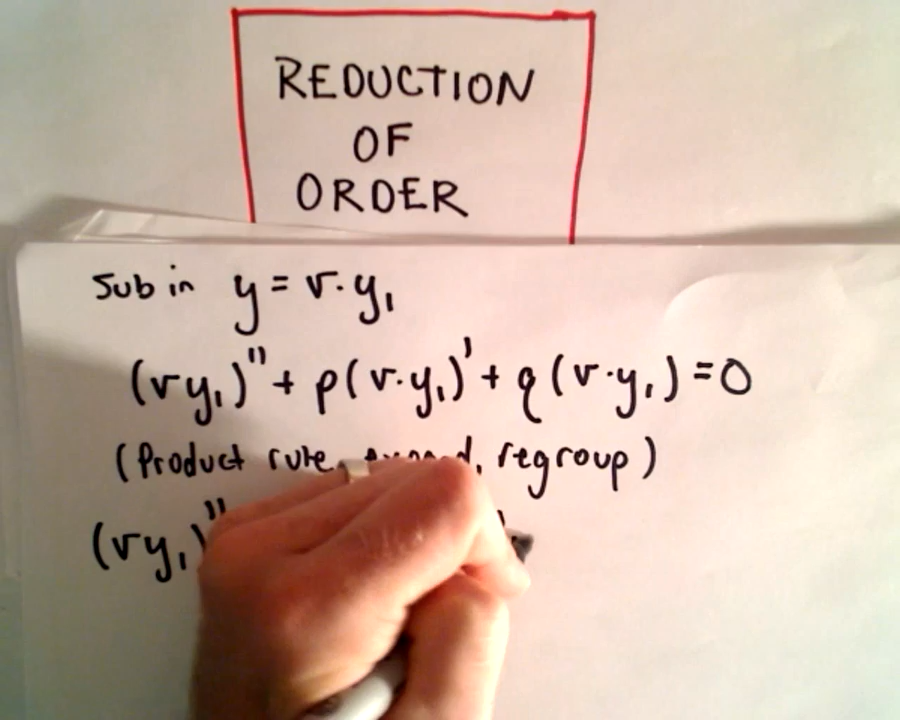 REDUCTION
OF
ORDER
Sub in y = v·y₁
(vy₁)'' + p(v·y₁)' + q(v·y₁) = 0
(Product rule, regroup)
(vy₁)''